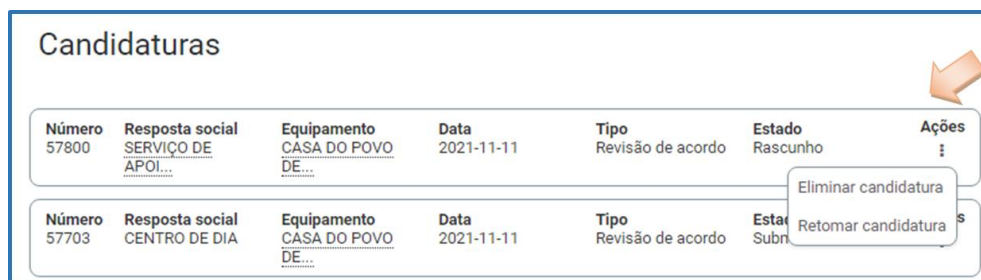 Candidaturas
Número Resposta social Equipamento Data Tipo Estado Ações
57800 SERVIÇO DE CASA DO POVO 2021-11-11 Revisão de acordo Rascunho
APOI... DE...
Eliminar candidatura
Número Resposta social Equipamento Data Tipo
Retomar candidatura
57703 CENTRO DE DIA CASA DO POVO 2021-11-11 Revisão de acordo
DE...